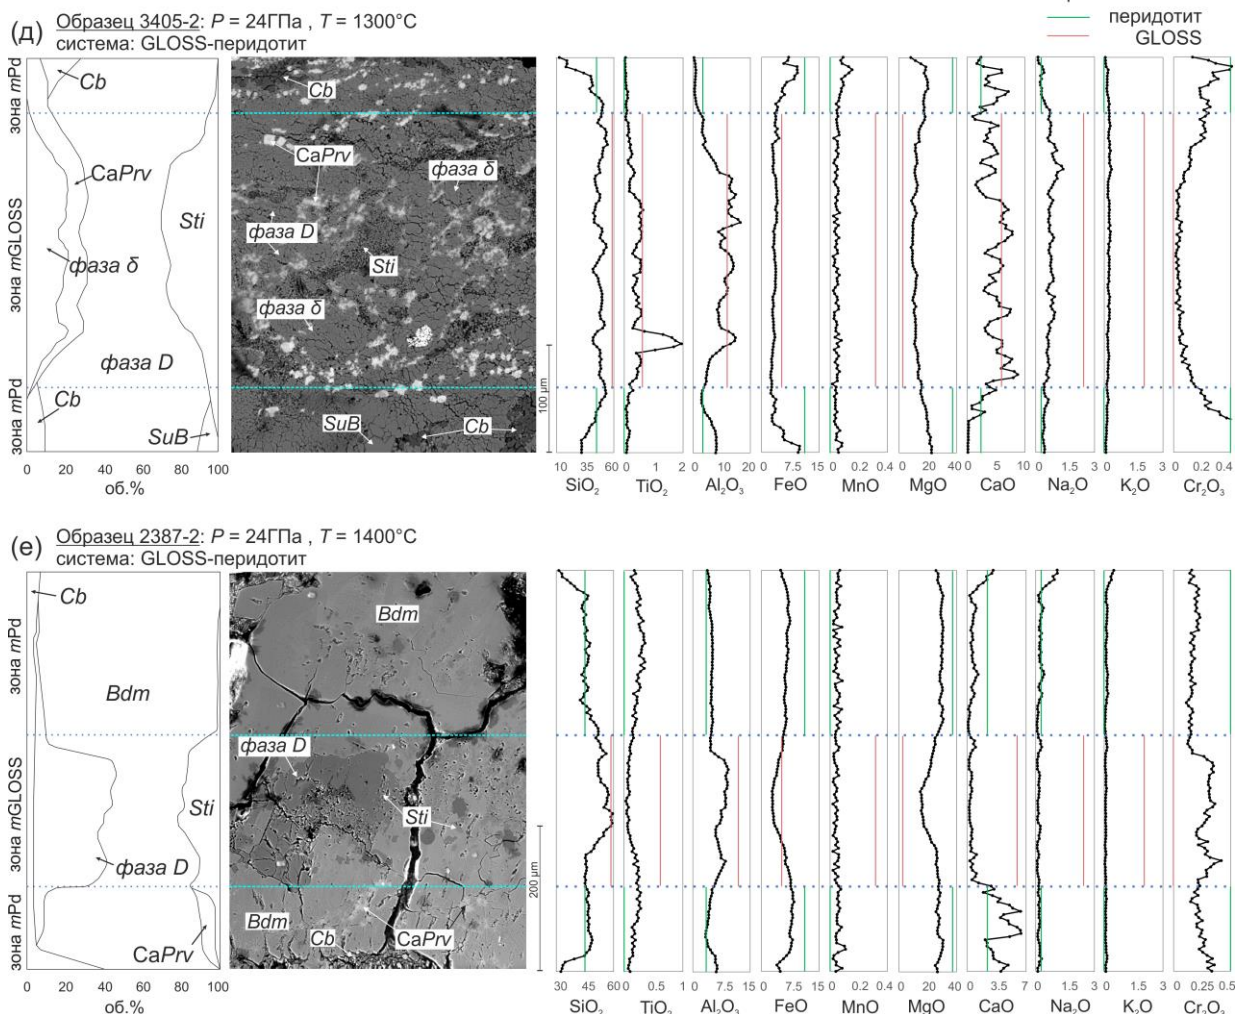 перидотит
GLOSS
(д) Образец 3405-2: P = 24ГПа , T = 1300°C
система: GLOSS-перидотит
зона mPd
зона mGLOSS
зона mPd
Cb
CaPrv
Sti
фаза δ
фаза D
Cb
SuB
0 20 40 60 80 100
об.%
Cb
CaPrv
фаза δ
фаза D
Sti
фаза δ
SuB
Cb
100 µm
10 35 60 0 1 2 0 10 20 0 7.5 15 0 0.2 0.4 0 20 40 0 5 10 0 1.5 3 0 1.5 3 0 0.2 0.4
SiO₂ TiO₂ Al₂O₃ FeO MnO MgO CaO Na₂O K₂O Cr₂O₃
(е) Образец 2387-2: P = 24ГПа , T = 1400°C
система: GLOSS-перидотит
зона mPd
зона mGLOSS
зона mPd
Cb
Bdm
Sti
фаза D
CaPrv
0 20 40 60 80 100
об.%
Bdm
фаза D
Sti
Bdm
Cb
CaPrv
200 µm
30 45 60 0 0.5 1 0 9 18 0 7.5 15 0 0.2 0.4 0 18 36 0 3.5 7 0 1.5 3 0 1.5 3 0 0.25 0.5
SiO₂ TiO₂ Al₂O₃ FeO MnO MgO CaO Na₂O K₂O Cr₂O₃